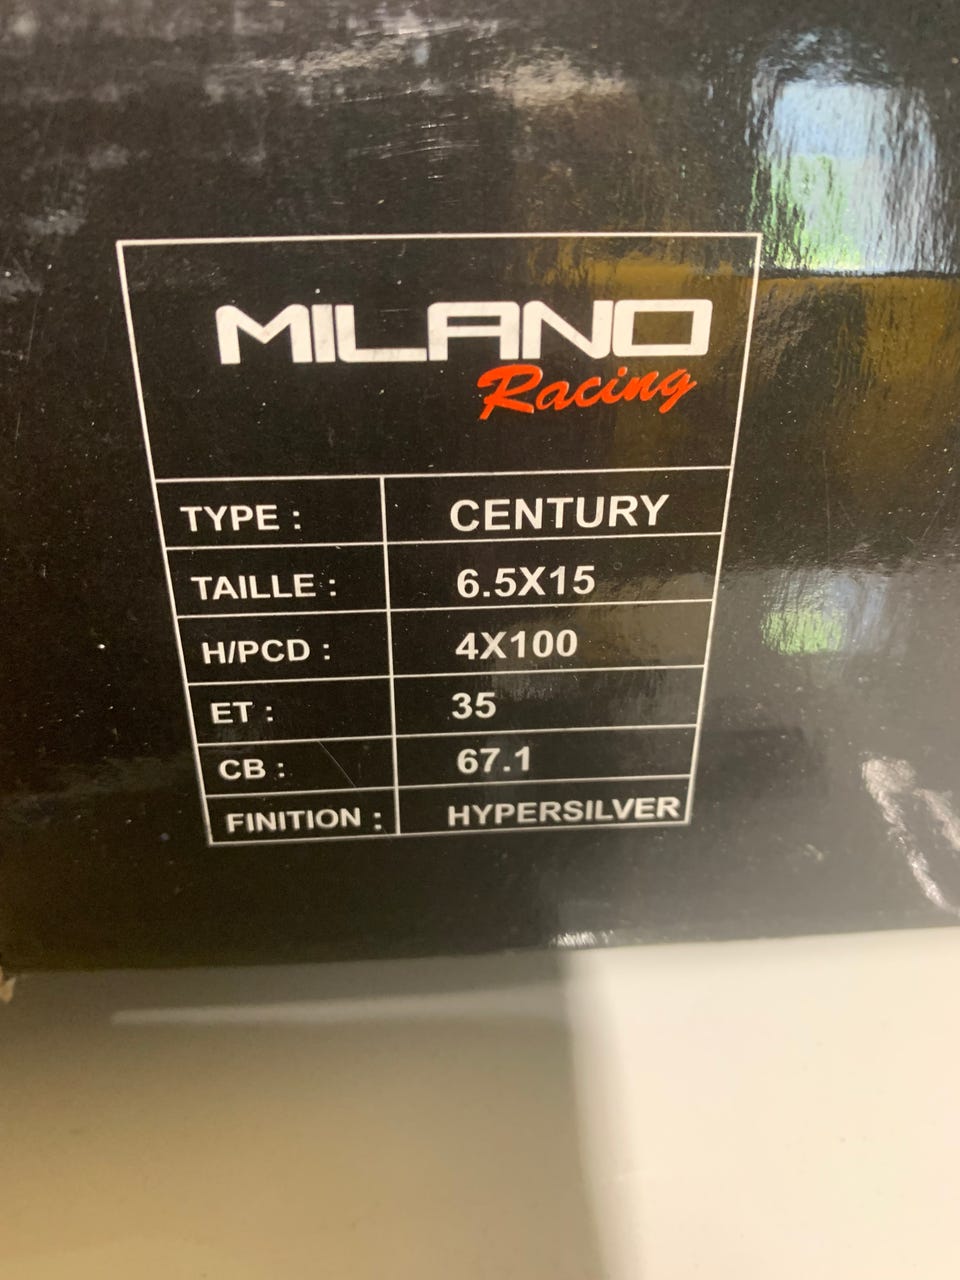 MILANO
Racing
TYPE : CENTURY
TAILLE : 6.5X15
H/PCD : 4X100
ET : 35
CB : 67.1
FINITION : HYPERSILVER